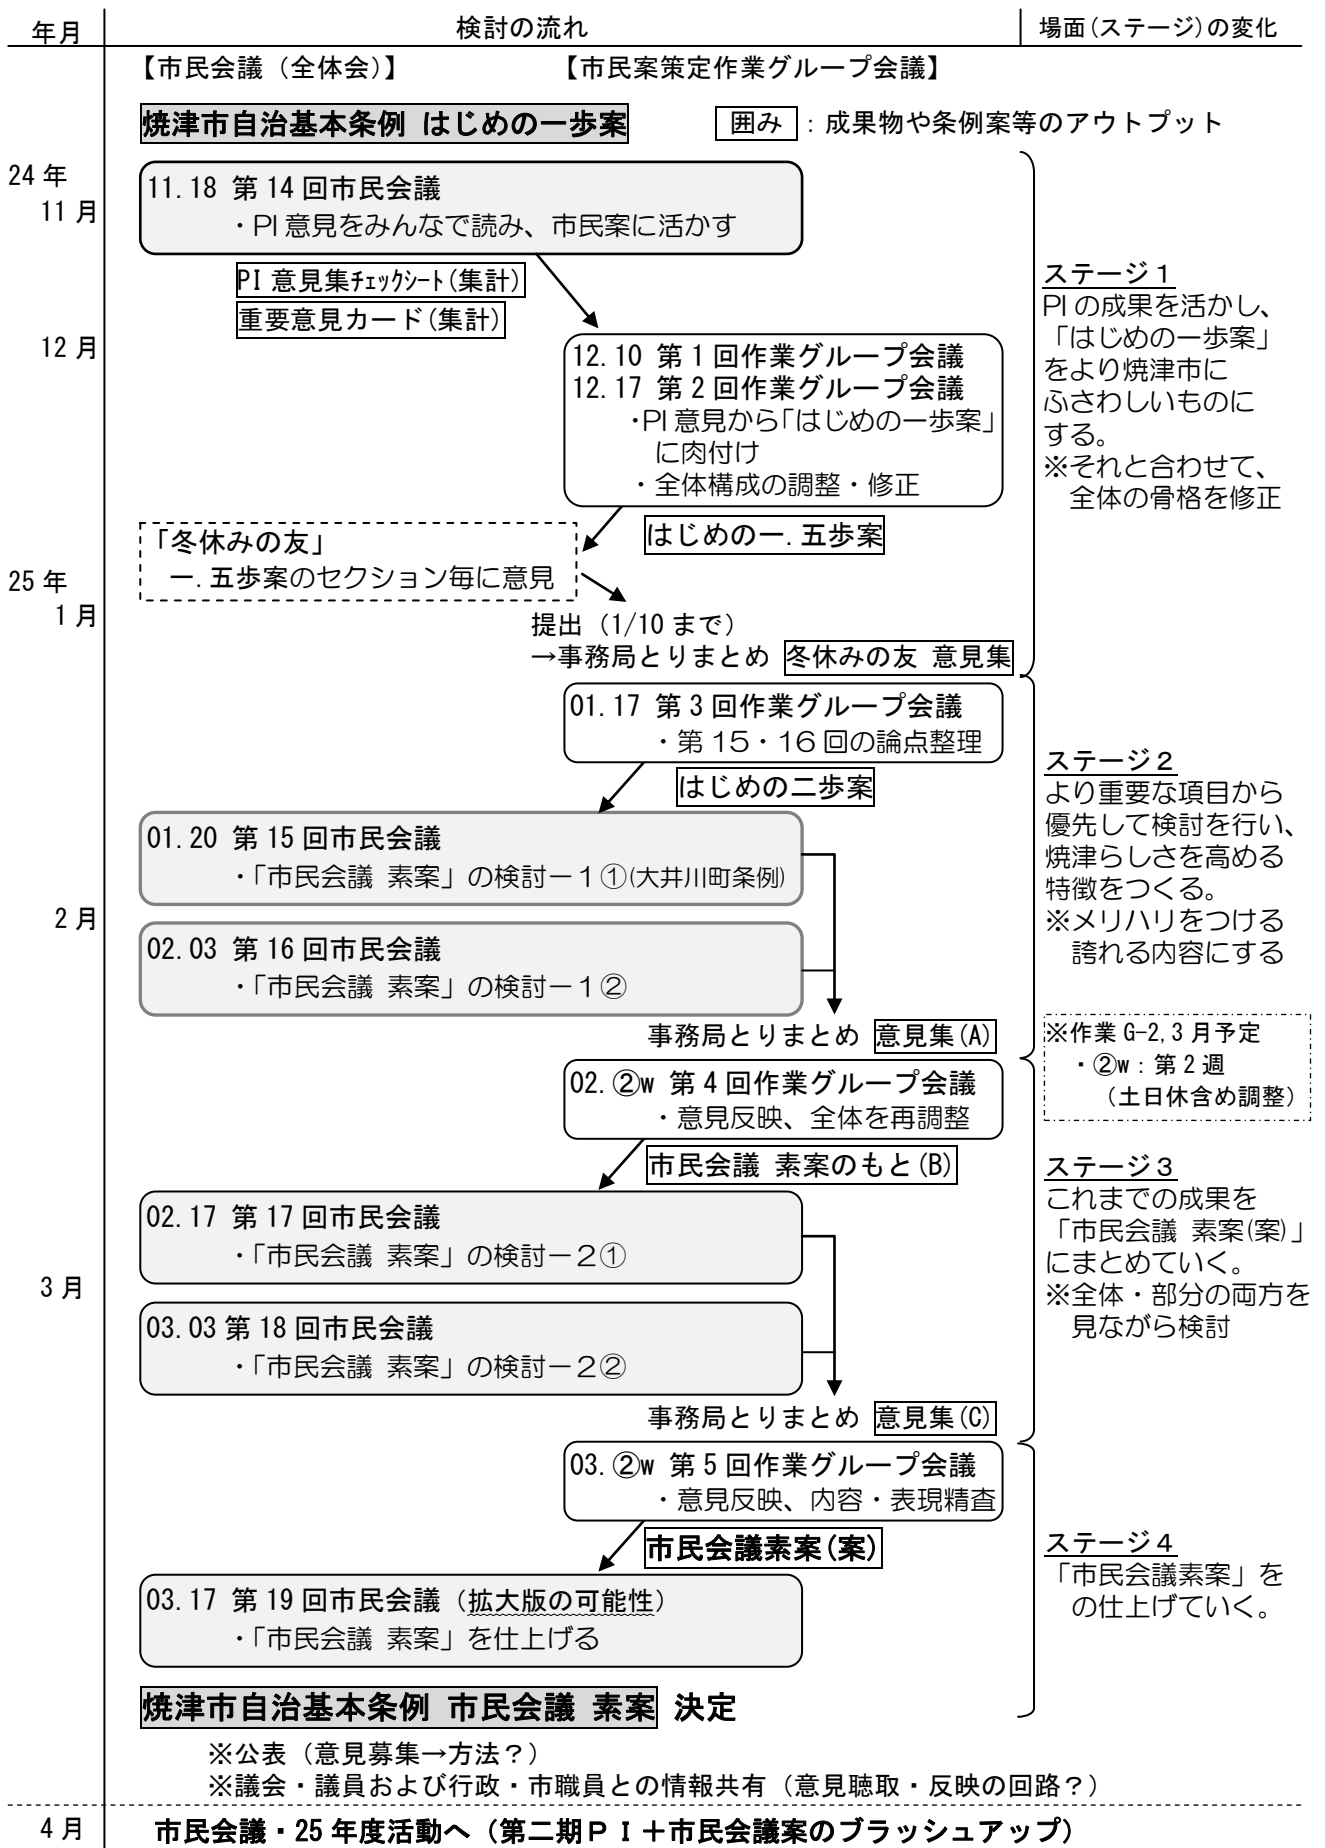 年月
検討の流れ
場面(ステージ)の変化
【市民会議（全体会）】
【市民案策定作業グループ会議】
焼津市自治基本条例 はじめの一歩案
囲み：成果物や条例案等のアウトプット
24年
11月
11.18 第14回市民会議
・PI意見をみんなで読み、市民案に活かす
PI意見集ﾁｪｯｸｼｰﾄ(集計)
重要意見カード(集計)
ステージ１
PIの成果を活かし、
「はじめの一歩案」
をより焼津市に
ふさわしいものに
する。
※それと合わせて、
全体の骨格を修正
12月
12.10 第1回作業グループ会議
12.17 第2回作業グループ会議
・PI意見から「はじめの一歩案」
に肉付け
・全体構成の調整・修正
はじめの一.五歩案
「冬休みの友」
一.五歩案のセクション毎に意見
25年
1月
提出（1/10まで）
→事務局とりまとめ 冬休みの友 意見集
01.17 第3回作業グループ会議
・第15・16回の論点整理
はじめの二歩案
01.20 第15回市民会議
・「市民会議 素案」の検討－１①(大井川町条例)
2月
02.03 第16回市民会議
・「市民会議 素案」の検討－１②
事務局とりまとめ 意見集(A)
ステージ２
より重要な項目から
優先して検討を行い、
焼津らしさを高める
特徴をつくる。
※メリハリをつける
誇れる内容にする
※作業G-2,3月予定
・②w：第2週
（土日休含め調整）
02.②w 第4回作業グループ会議
・意見反映、全体を再調整
市民会議 素案のもと(B)
02.17 第17回市民会議
・「市民会議 素案」の検討－２①
3月
03.03 第18回市民会議
・「市民会議 素案」の検討－２②
事務局とりまとめ 意見集(C)
ステージ３
これまでの成果を
「市民会議 素案(案)」
にまとめていく。
※全体・部分の両方を
見ながら検討
03.②w 第5回作業グループ会議
・意見反映、内容・表現精査
市民会議素案(案)
03.17 第19回市民会議（拡大版の可能性）
・「市民会議 素案」を仕上げる
ステージ４
「市民会議素案」を
の仕上げていく。
焼津市自治基本条例 市民会議 素案 決定
※公表（意見募集→方法？）
※議会・議員および行政・市職員との情報共有（意見聴取・反映の回路？）
4月
市民会議・25年度活動へ（第二期ＰＩ＋市民会議案のブラッシュアップ）